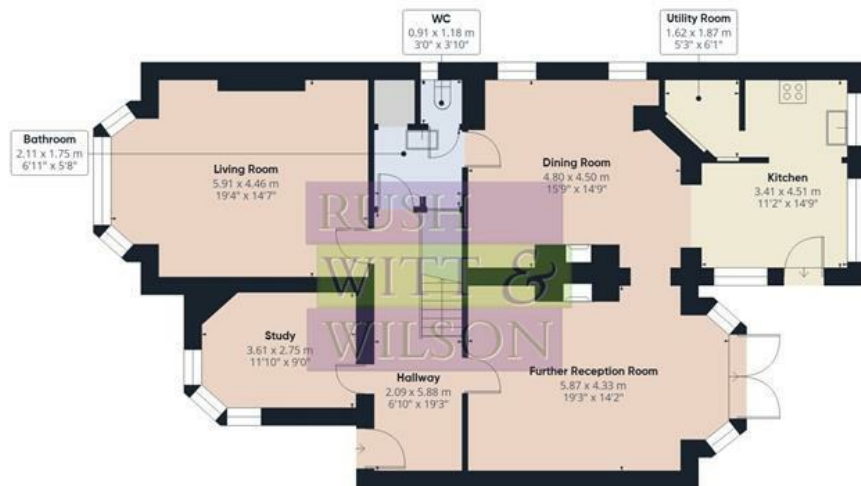 WC
0.91 x 1.18 m
3'0" x 3'10"
Utility Room
1.62 x 1.87 m
5'3" x 6'1"
Bathroom
2.11 x 1.75 m
6'11" x 5'8"
Living Room
5.91 x 4.46 m
19'4" x 14'7"
Dining Room
4.80 x 4.50 m
15'9" x 14'9"
Kitchen
3.41 x 4.51 m
11'2" x 14'9"
RUSH
WITT &
WILSON
Study
3.61 x 2.75 m
11'10" x 9'0"
Hallway
2.09 x 5.88 m
6'10" x 19'3"
Further Reception Room
5.87 x 4.33 m
19'3" x 14'2"